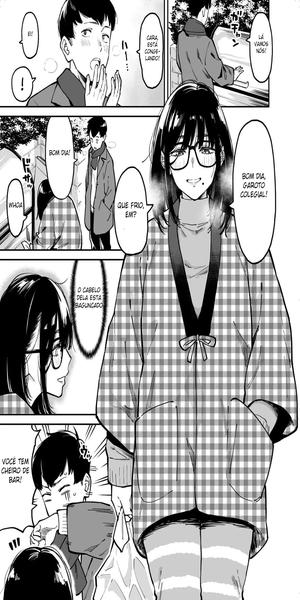 LÁ
VAMOS
NÓS!
CARA, ESTÁ
CONGE-
LANDO!
EI!
!
BOM DIA,
GAROTO
COLEGIAL!
QUE FRIO,
EM?
BOM DIA!
WHOA
O CABELO
DELA ESTA
BAGUNÇADO
VOCÊ TEM
CHEIRO DE
BAR!